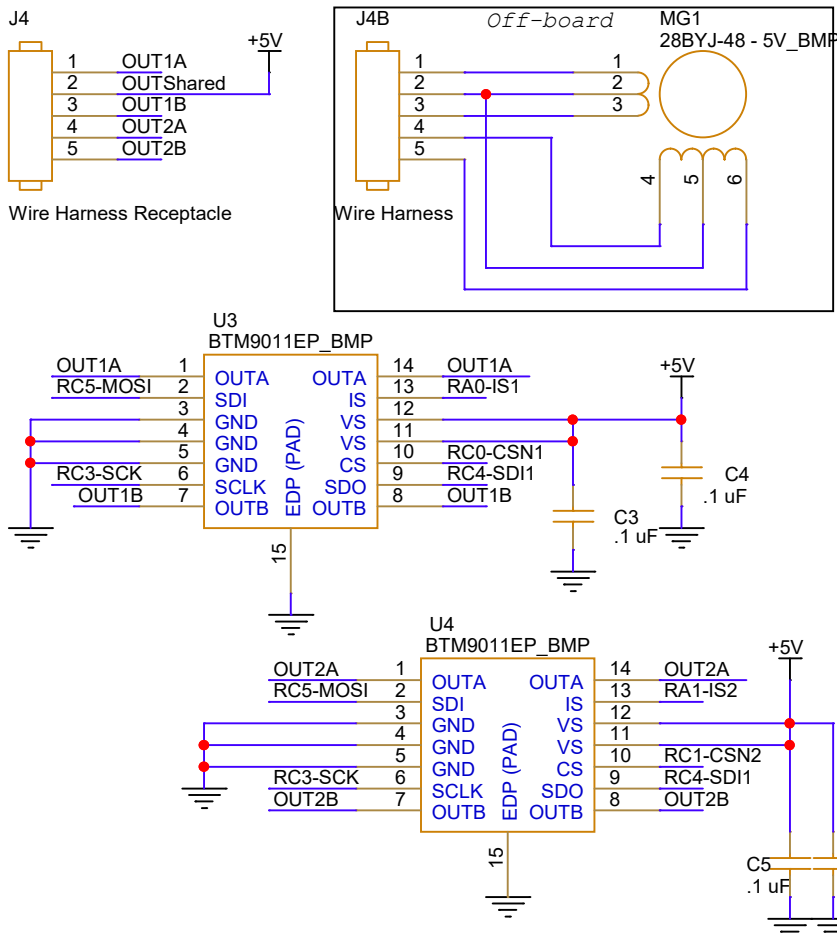 J4
+5V
1 OUT1A
2 OUTShared
3 OUT1B
4 OUT2A
5 OUT2B
Wire Harness Receptacle
J4B
Off-board
MG1
28BYJ-48 - 5V_BMP
1 1
2 2
3 3
4
5
4 5 6
Wire Harness
U3
BTM9011EP_BMP
OUT1A 1 OUTA OUTA 14 OUT1A
RC5-MOSI 2 SDI IS 13 RA0-IS1
3 GND VS 12
4 GND VS 11
5 GND CS 10 RC0-CSN1
RC3-SCK 6 SCLK SDO 9 RC4-SDI1
OUT1B 7 OUTB OUTB 8 OUT1B
EDP (PAD)
15
+5V
C4
.1 uF
C3
.1 uF
U4
BTM9011EP_BMP
OUT2A 1 OUTA OUTA 14 OUT2A
RC5-MOSI 2 SDI IS 13 RA1-IS2
3 GND VS 12
4 GND VS 11
5 GND CS 10 RC1-CSN2
RC3-SCK 6 SCLK SDO 9 RC4-SDI1
OUT2B 7 OUTB OUTB 8 OUT2B
EDP (PAD)
15
+5V
C5
.1 uF